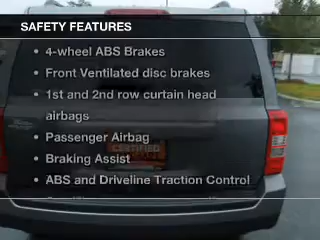 SAFETY FEATURES
• 4-wheel ABS Brakes
• Front Ventilated disc brakes
• 1st and 2nd row curtain head
airbags
• Passenger Airbag
• Braking Assist
• ABS and Driveline Traction Control
CERTIFIED